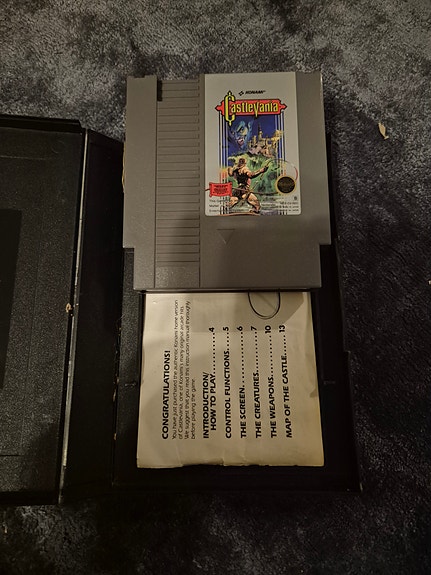 KONAMI
Castlevania
CONGRATULATIONS!
You have just purchased the authentic Konami home version
of Castlevania, one of Konami's many original arcade hits.
We suggest that you read this instruction manual thoroughly
before playing the game.
INTRODUCTION/
HOW TO PLAY.........4
CONTROL FUNCTIONS....5
THE SCREEN...........6
THE CREATURES........7
THE WEAPONS.........10
MAP OF THE CASTLE....13